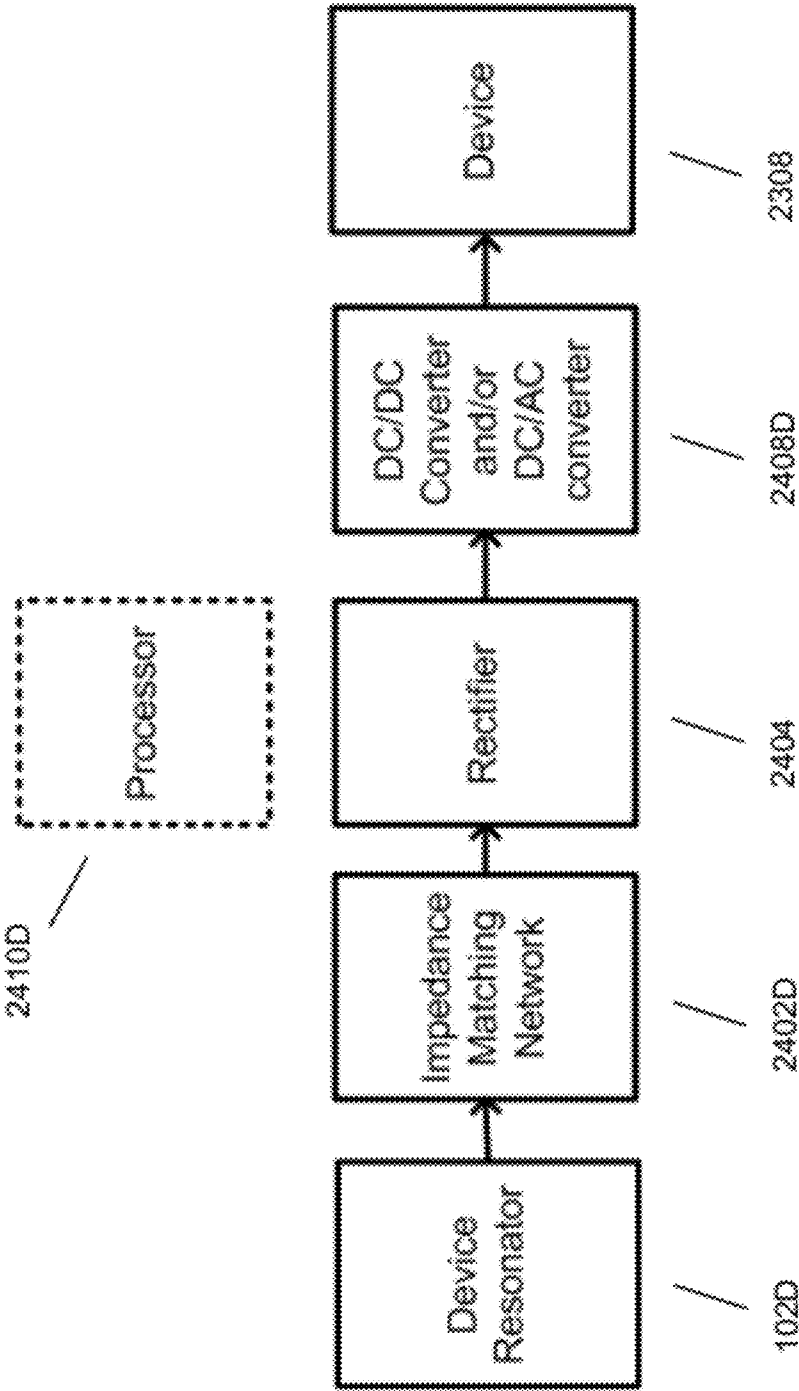 2410D
Processor
Device
Resonator
Impedance
Matching
Network
Rectifier
DC/DC
Converter
and/or
DC/AC
converter
Device
102D
2402D
2404
2408D
2308